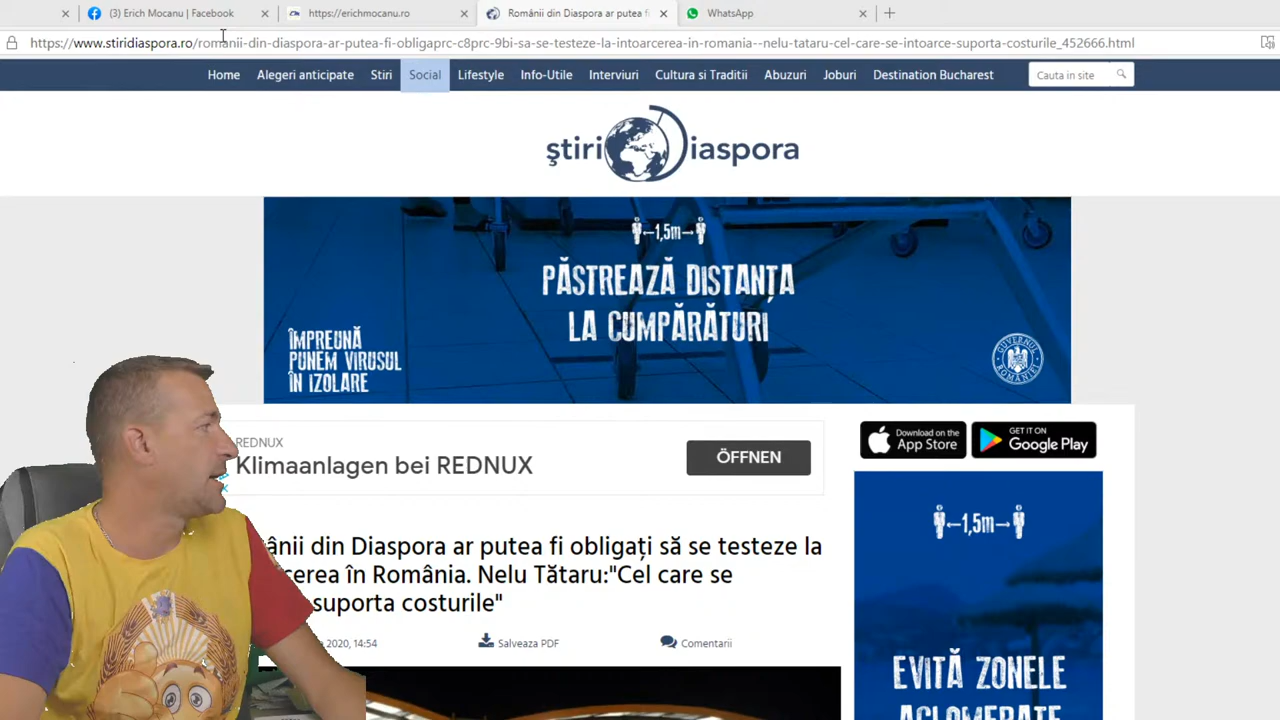 (3) Erich Mocanu | Facebook
https://erichmocanu.ro
Românii din Diaspora ar putea fi
WhatsApp
https://www.stiridiaspora.ro/romanii-din-diaspora-ar-putea-fi-obligaprc-c8prc-9bi-sa-se-testeze-la-intoarcerea-in-romania--nelu-tataru-cel-care-se-intoarce-suporta-costurile_452666.html
Home Alegeri anticipate Stiri Social Lifestyle Info-Utile Interviuri Cultura si Traditii Abuzuri Joburi Destination Bucharest Cauta in site
știri Diaspora
1,5m
PĂSTREAZĂ DISTANȚA
LA CUMPĂRĂTURI
ÎMPREUNĂ
PUNEM VIRUSUL
ÎN IZOLARE
GUVERNUL
ROMÂNIEI
REDNUX
Klimaanlagen bei REDNUX
ÖFFNEN
Download on the
App Store
GET IT ON
Google Play
ânii din Diaspora ar putea fi obligați să se testeze la
cerea în România. Nelu Tătaru:"Cel care se
suporta costurile"
2020, 14:54
Salveaza PDF
Comentarii
1,5m
EVITĂ ZONELE
AGLOMERATE